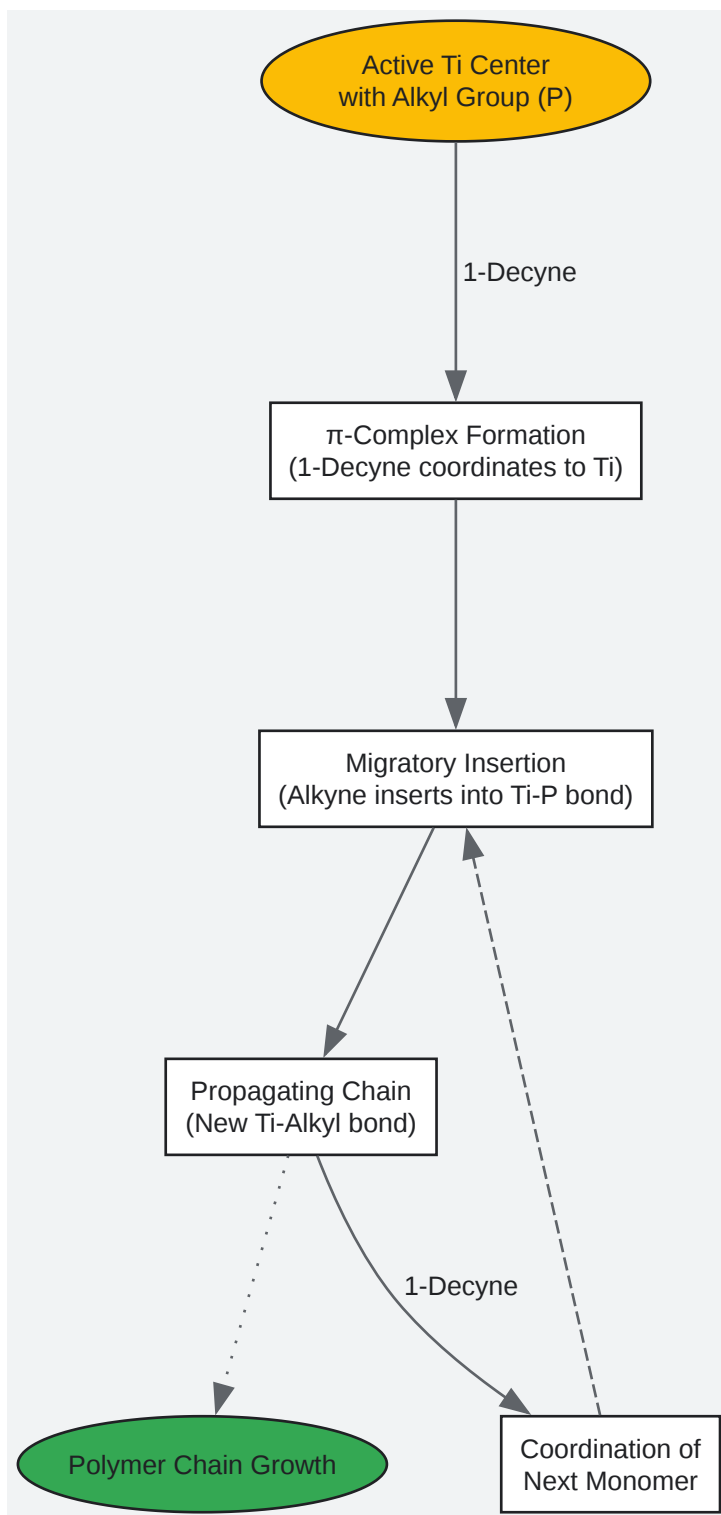 Active Ti Center
with Alkyl Group (P)
1-Decyne
π-Complex Formation
(1-Decyne coordinates to Ti)
Migratory Insertion
(Alkyne inserts into Ti-P bond)
Propagating Chain
(New Ti-Alkyl bond)
1-Decyne
Polymer Chain Growth
Coordination of
Next Monomer